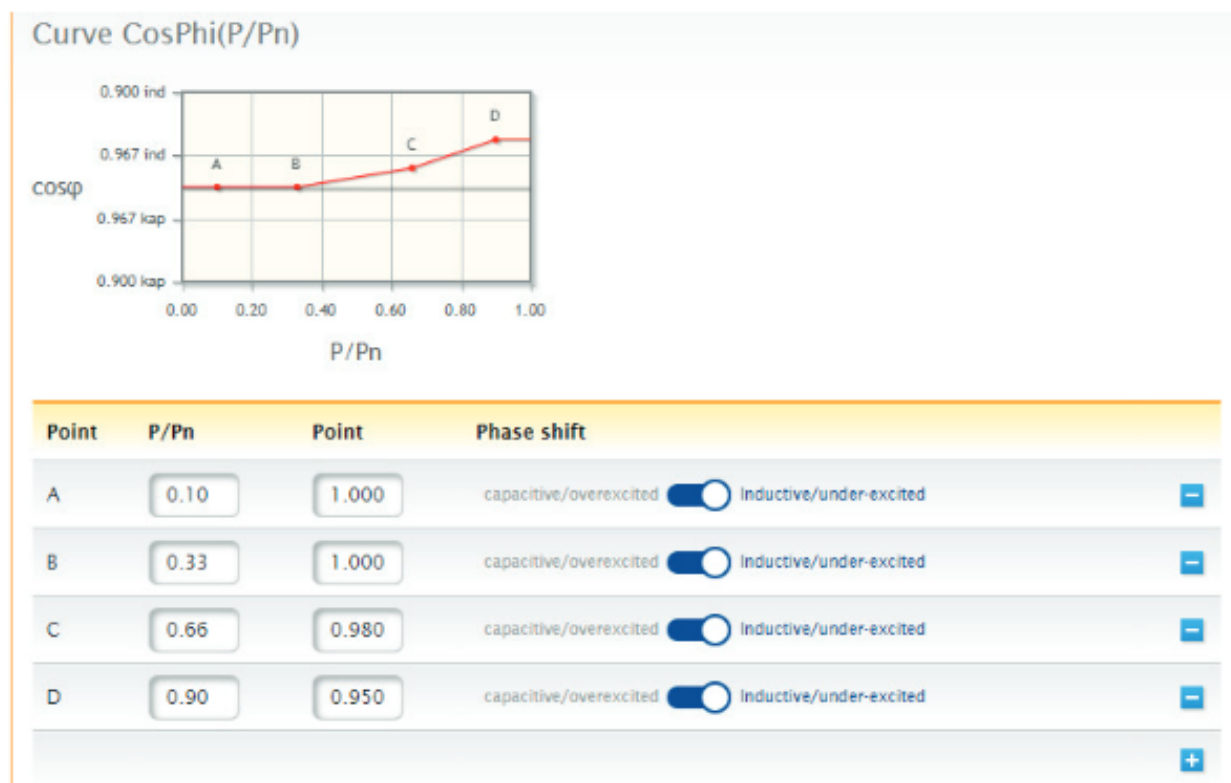 Curve CosPhi(P/Pn)
0.900 ind
D
C
0.967 ind
A B
cosφ
0.967 kap
0.900 kap
0.00 0.20 0.40 0.60 0.80 1.00
P/Pn
Point P/Pn Point Phase shift
A 0.10 1.000 capacitive/overexcited Inductive/under-excited
B 0.33 1.000 capacitive/overexcited Inductive/under-excited
C 0.66 0.980 capacitive/overexcited Inductive/under-excited
D 0.90 0.950 capacitive/overexcited Inductive/under-excited